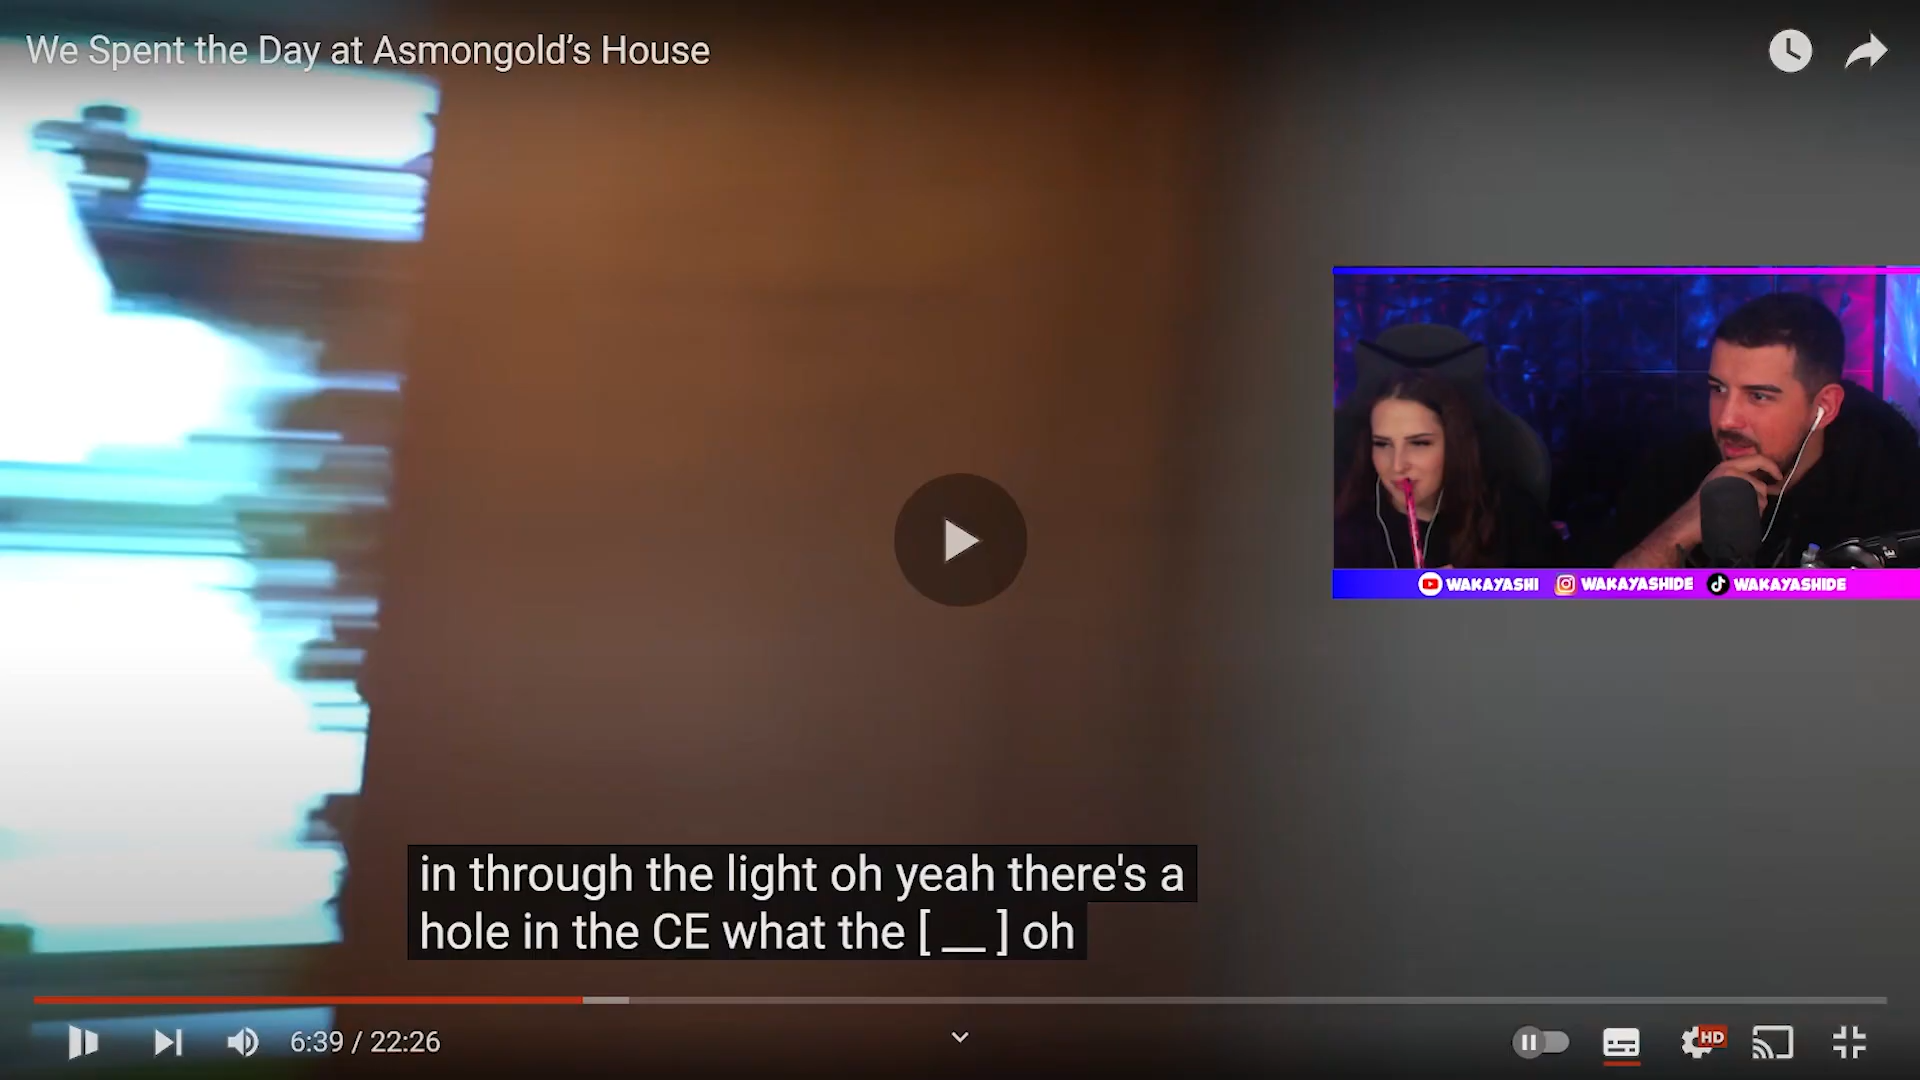 We Spent the Day at Asmongold’s House
WAKAYASHI WAKAYASHIDE WAKAYASHIDE
in through the light oh yeah there's a
hole in the CE what the [ __ ] oh
6:39 / 22:26
HD